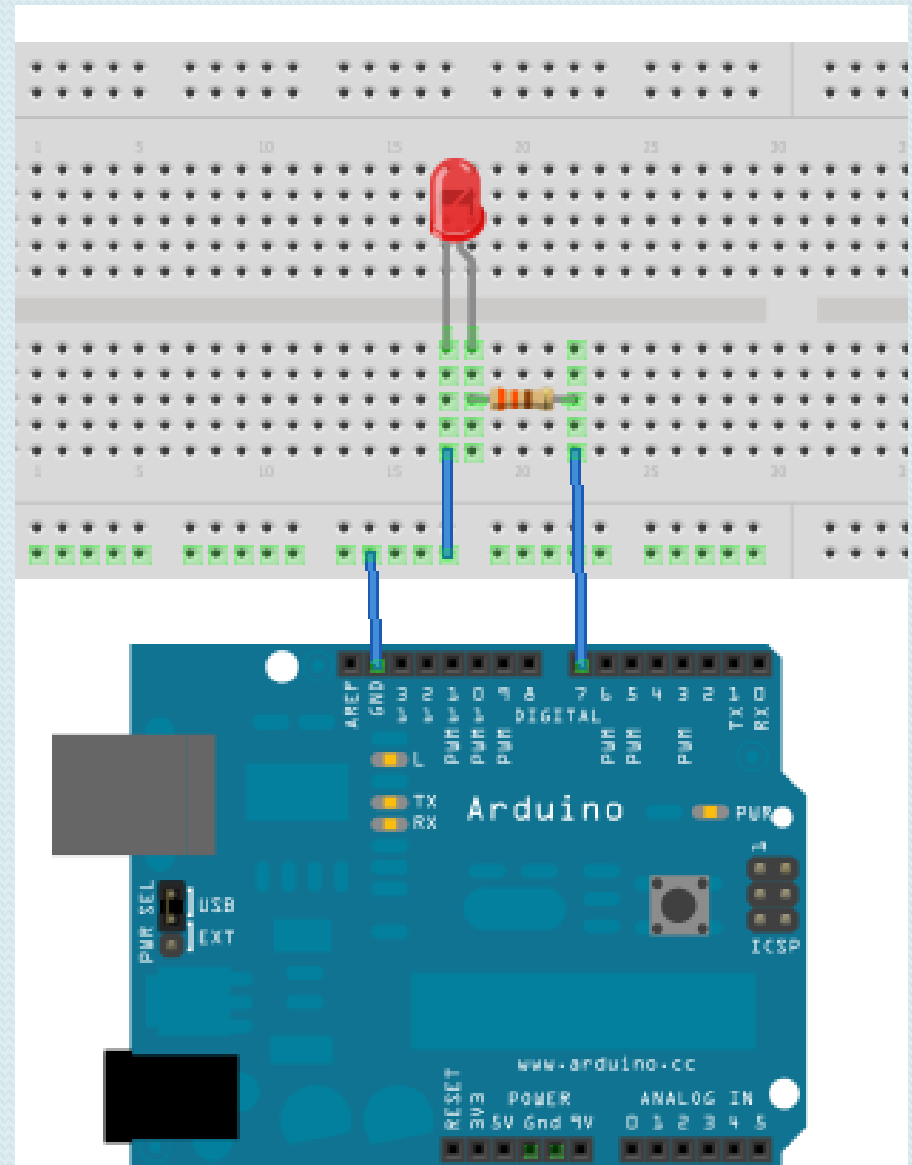 1 5 10 15 20 25 30
1 5 10 15 20 25 30
AREF GND 13 12 11 10 9 8 7 6 5 4 3 2 1 0
PWM PWM PWM PWM PWM PWM TX RX
DIGITAL
L
TX
RX
Arduino
PWR
1
PWR SEL
USB
EXT
ICSP
www.arduino.cc
RESET 3V3 5V Gnd 9V
POWER
ANALOG IN
0 1 2 3 4 5